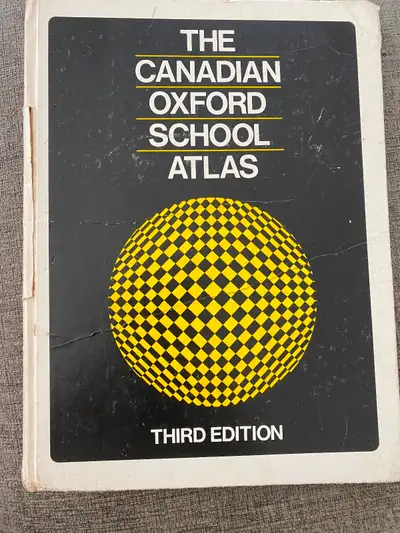 THE
CANADIAN
OXFORD
SCHOOL
ATLAS
THIRD EDITION